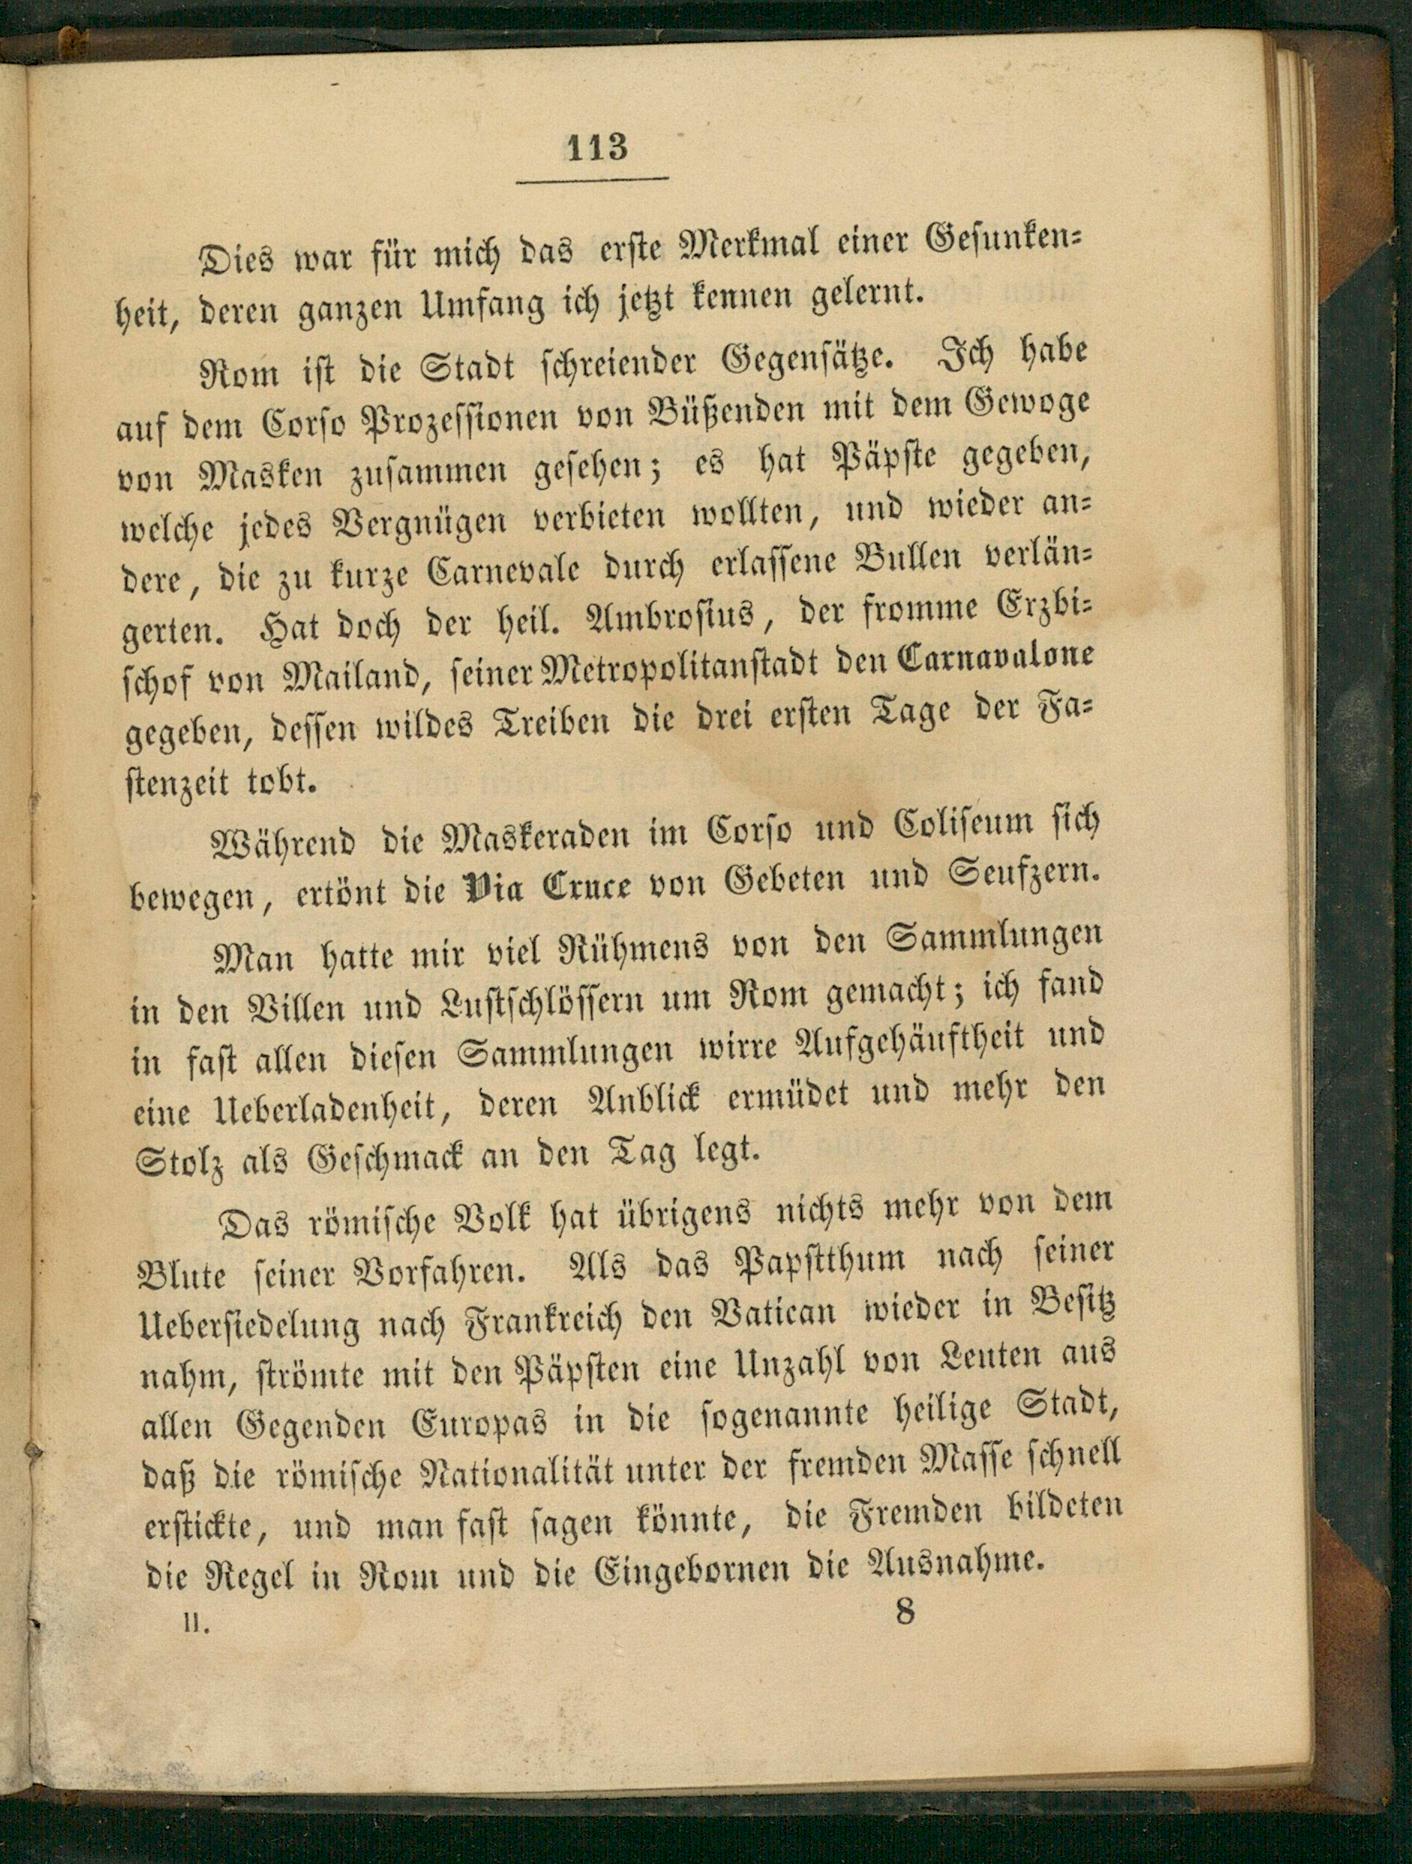 113
Dies war für mich das erste Merkmal einer Gesunken-
heit, deren ganzen Umfang ich jetzt kennen gelernt.
Rom ist die Stadt schreiender Gegensätze. Ich habe
auf dem Corso Prozessionen von Büßenden mit dem Gewoge
von Masken zusammen gesehen; es hat Päpste gegeben,
welche jedes Vergnügen verbieten wollten, und wieder an-
dere, die zu kurze Carnevale durch erlassene Bullen verlän-
gerten. Hat doch der heil. Ambrosius, der fromme Erzbi-
schof von Mailand, seiner Metropolitanstadt den Carnavalone
gegeben, dessen wildes Treiben die drei ersten Tage der Fa-
stenzeit tobt.
Während die Maskeraden im Corso und Coliseum sich
bewegen, ertönt die Via Cruce von Gebeten und Seufzern.
Man hatte mir viel Rühmens von den Sammlungen
in den Villen und Lustschlössern um Rom gemacht; ich fand
in fast allen diesen Sammlungen wirre Aufgehäuftheit und
eine Ueberladenheit, deren Anblick ermüdet und mehr den
Stolz als Geschmack an den Tag legt.
Das römische Volk hat übrigens nichts mehr von dem
Blute seiner Vorfahren. Als das Papstthum nach seiner
Uebersiedelung nach Frankreich den Vatican wieder in Besitz
nahm, strömte mit den Päpsten eine Unzahl von Leuten aus
allen Gegenden Europas in die sogenannte heilige Stadt,
daß die römische Nationalität unter der fremden Masse schnell
erstickte, und man fast sagen könnte, die Fremden bildeten
die Regel in Rom und die Eingebornen die Ausnahme.
II. 8